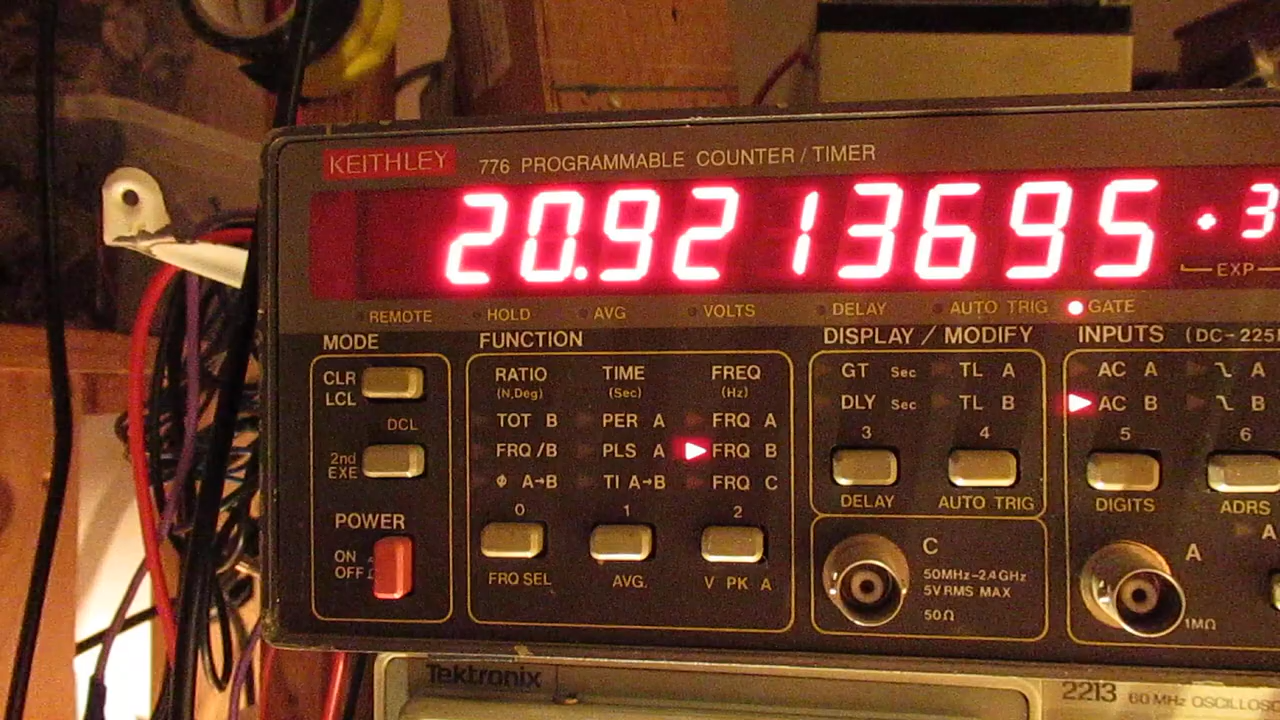 KEITHLEY 776 PROGRAMMABLE COUNTER / TIMER
20.9213695 + 3
EXP
REMOTE HOLD AVG VOLTS DELAY AUTO TRIG GATE
MODE FUNCTION DISPLAY / MODIFY INPUTS (DC-225
CLR
LCL
DCL
2nd
EXE
POWER
ON
OFF
RATIO TIME FREQ
(N,Deg) (Sec) (Hz)
TOT B PER A FRQ A
FRQ /B PLS A FRQ B
Φ A→B TI A→B FRQ C
0 1 2
FRQ SEL AVG. V PK A
GT Sec TL A
DLY Sec TL B
3 4
DELAY AUTO TRIG
C
50MHz-2.4GHz
5V RMS MAX
50Ω
AC A A
AC B B
5 6
DIGITS ADRS
A
A
1MΩ
Tektronix 2213 60 MHz OSCILLOSC